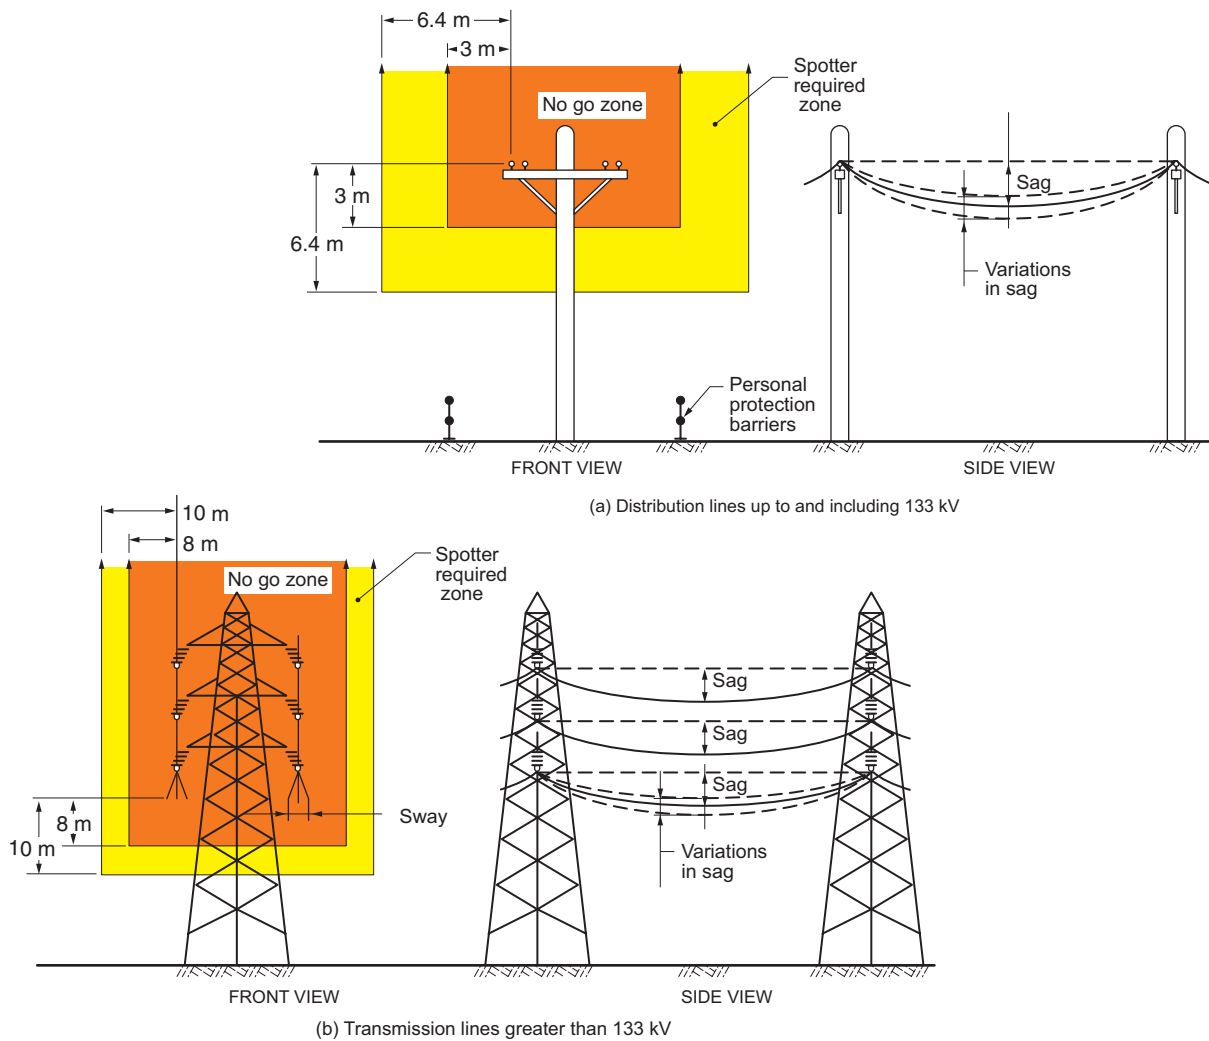 6.4 m
3 m
Spotter
required
zone
No go zone
3 m
6.4 m
Sag
Variations
in sag
Personal
protection
barriers
FRONT VIEW
SIDE VIEW
(a) Distribution lines up to and including 133 kV
10 m
8 m
Spotter
required
zone
No go zone
Sag
Sag
Sag
8 m
10 m
Sway
Variations
in sag
FRONT VIEW
SIDE VIEW
(b) Transmission lines greater than 133 kV